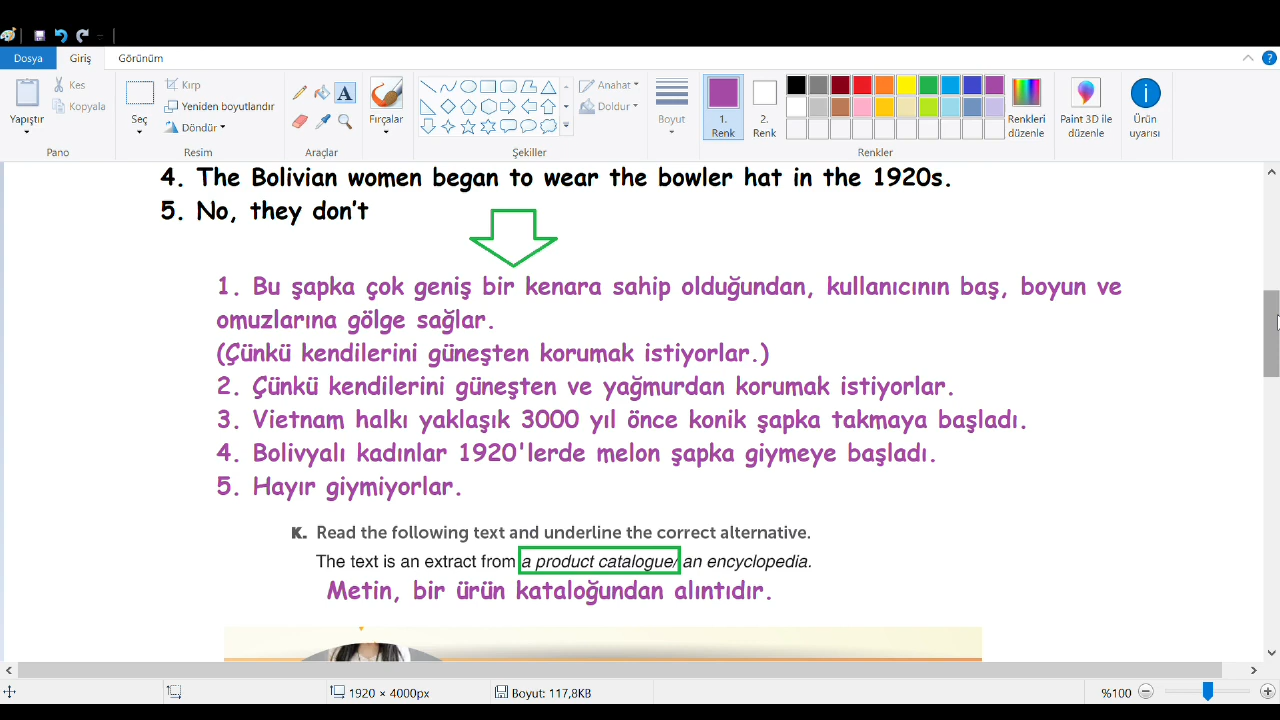 Dosya Giriş Görünüm
Yapıştır
Kes
Kopyala
Pano
Seç
Kırp
Yeniden boyutlandır
Döndür
Resim
A
Araçlar
Fırçalar
Şekiller
Anahat
Doldur
Boyut
1. Renk
2. Renk
Renkleri düzenle
Renkler
Paint 3D ile düzenle
Ürün uyarısı
4. The Bolivian women began to wear the bowler hat in the 1920s.
5. No, they don't
1. Bu şapka çok geniş bir kenara sahip olduğundan, kullanıcının baş, boyun ve
omuzlarına gölge sağlar.
(Çünkü kendilerini güneşten korumak istiyorlar.)
2. Çünkü kendilerini güneşten ve yağmurdan korumak istiyorlar.
3. Vietnam halkı yaklaşık 3000 yıl önce konik şapka takmaya başladı.
4. Bolivyalı kadınlar 1920'lerde melon şapka giymeye başladı.
5. Hayır giymiyorlar.
K. Read the following text and underline the correct alternative.
The text is an extract from a product catalogue/ an encyclopedia.
Metin, bir ürün kataloğundan alıntıdır.
1920 × 4000px
Boyut: 117,8KB
%100